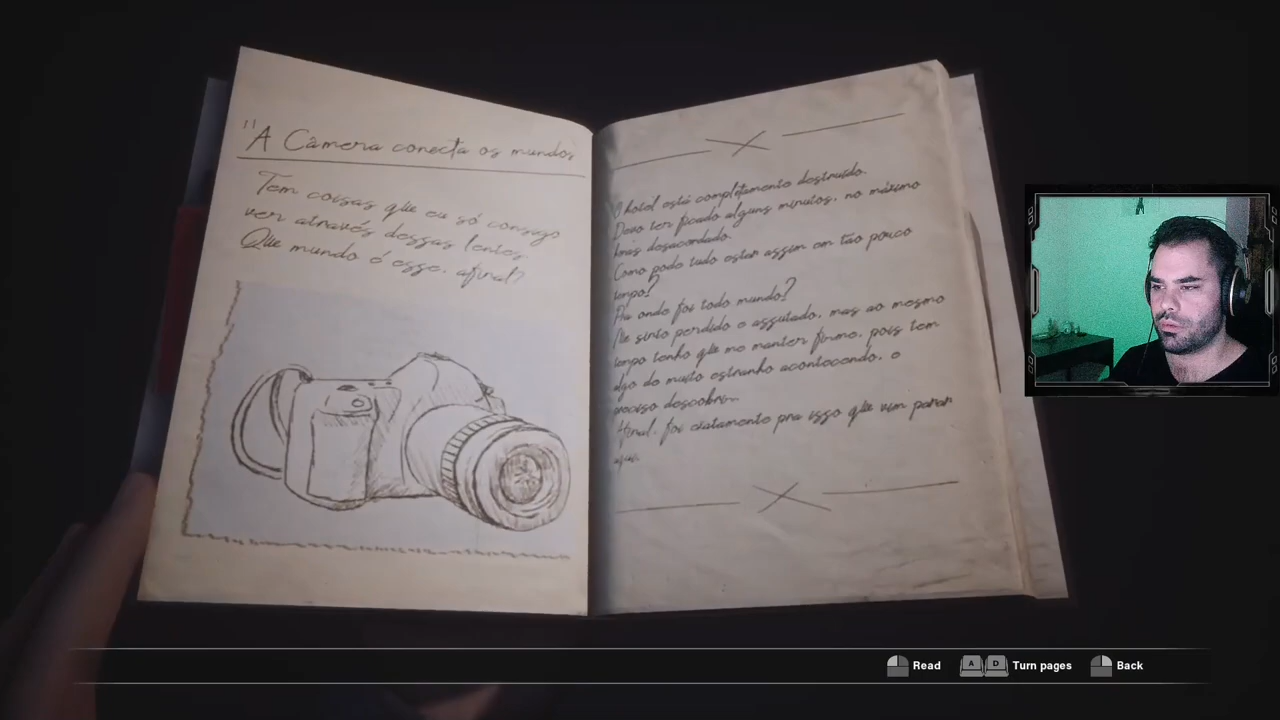 "A Câmera conecta os mundos
Tem coisas que eu só consigo
ver através dessas lentes.
Que mundo é esse, afinal?
O hotel está completamente destruído.
Devo ter ficado alguns minutos, no máximo
horas desacordado.
Como pode tudo estar assim em tão pouco
tempo?
Pra onde foi todo mundo?
Me sinto perdido e assustado, mas ao mesmo
tempo tenho que me manter firme, pois tem
algo de muito estranho acontecendo, e
preciso descobrir...
Afinal, foi exatamente pra isso que vim parar
aqui.
Read
A D Turn pages
Back